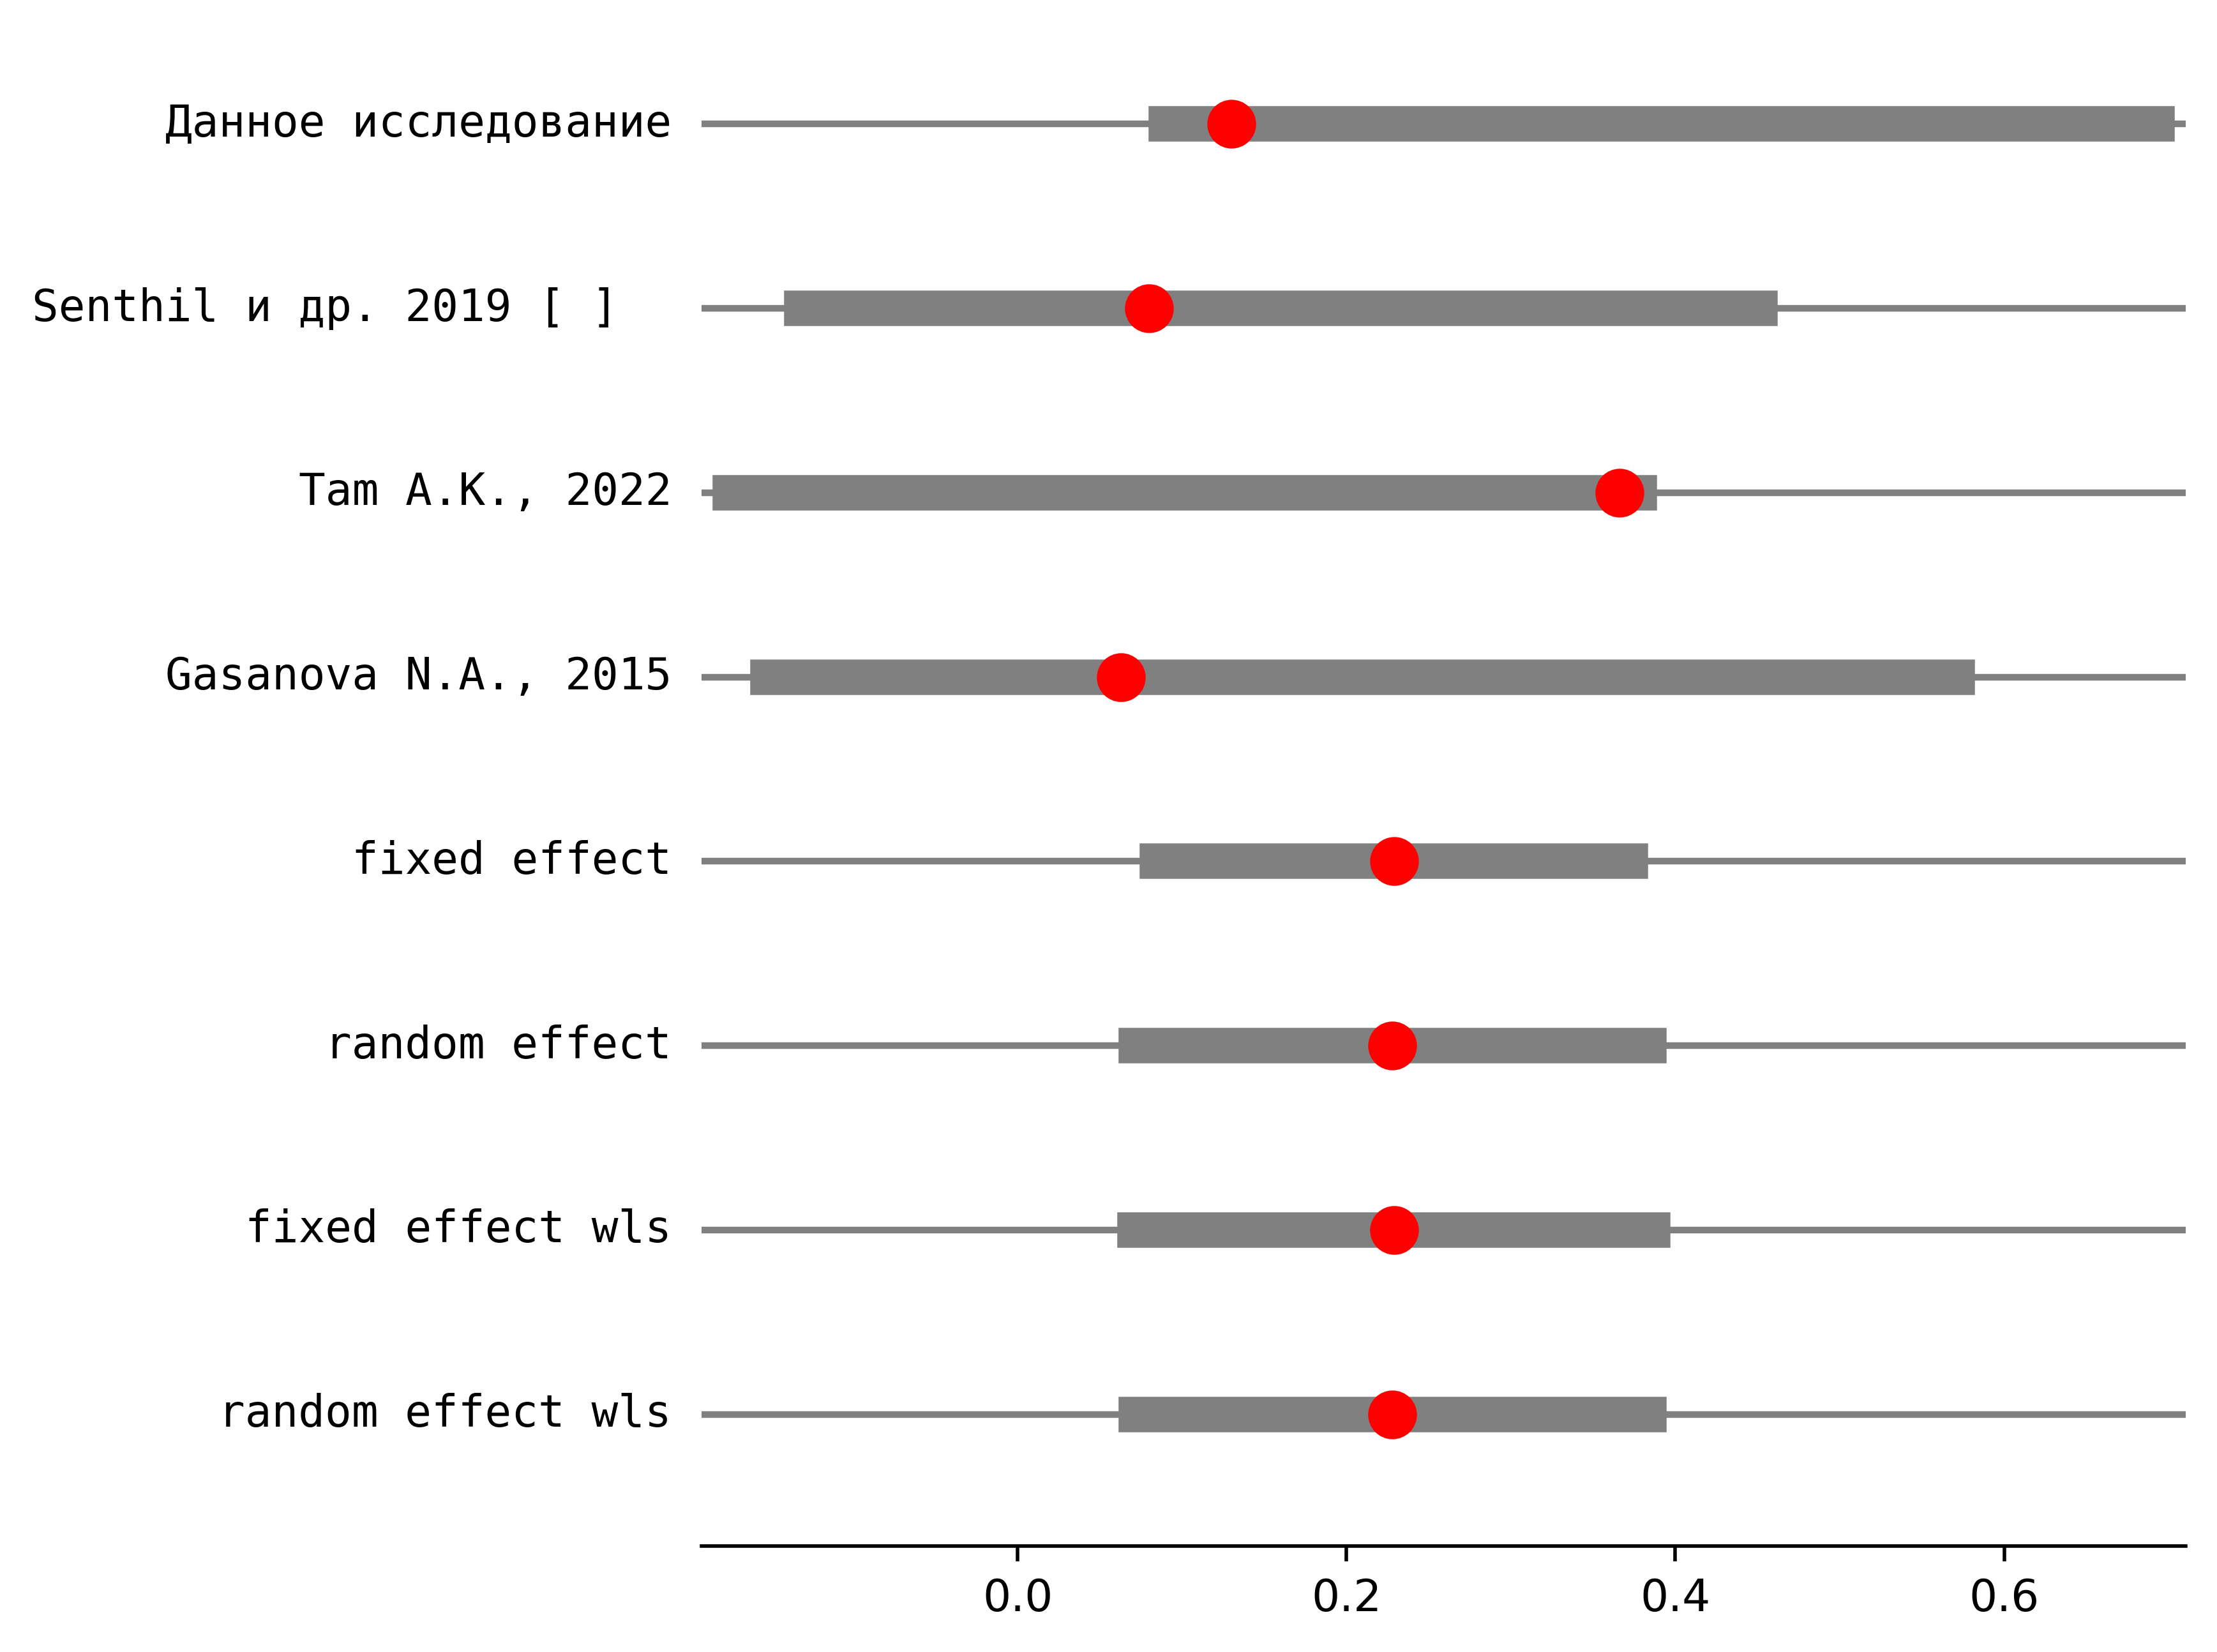 Данное исследование
Senthil и др. 2019 [ ]
Tam A.K., 2022
Gasanova N.A., 2015
fixed effect
random effect
fixed effect wls
random effect wls
0.0 0.2 0.4 0.6